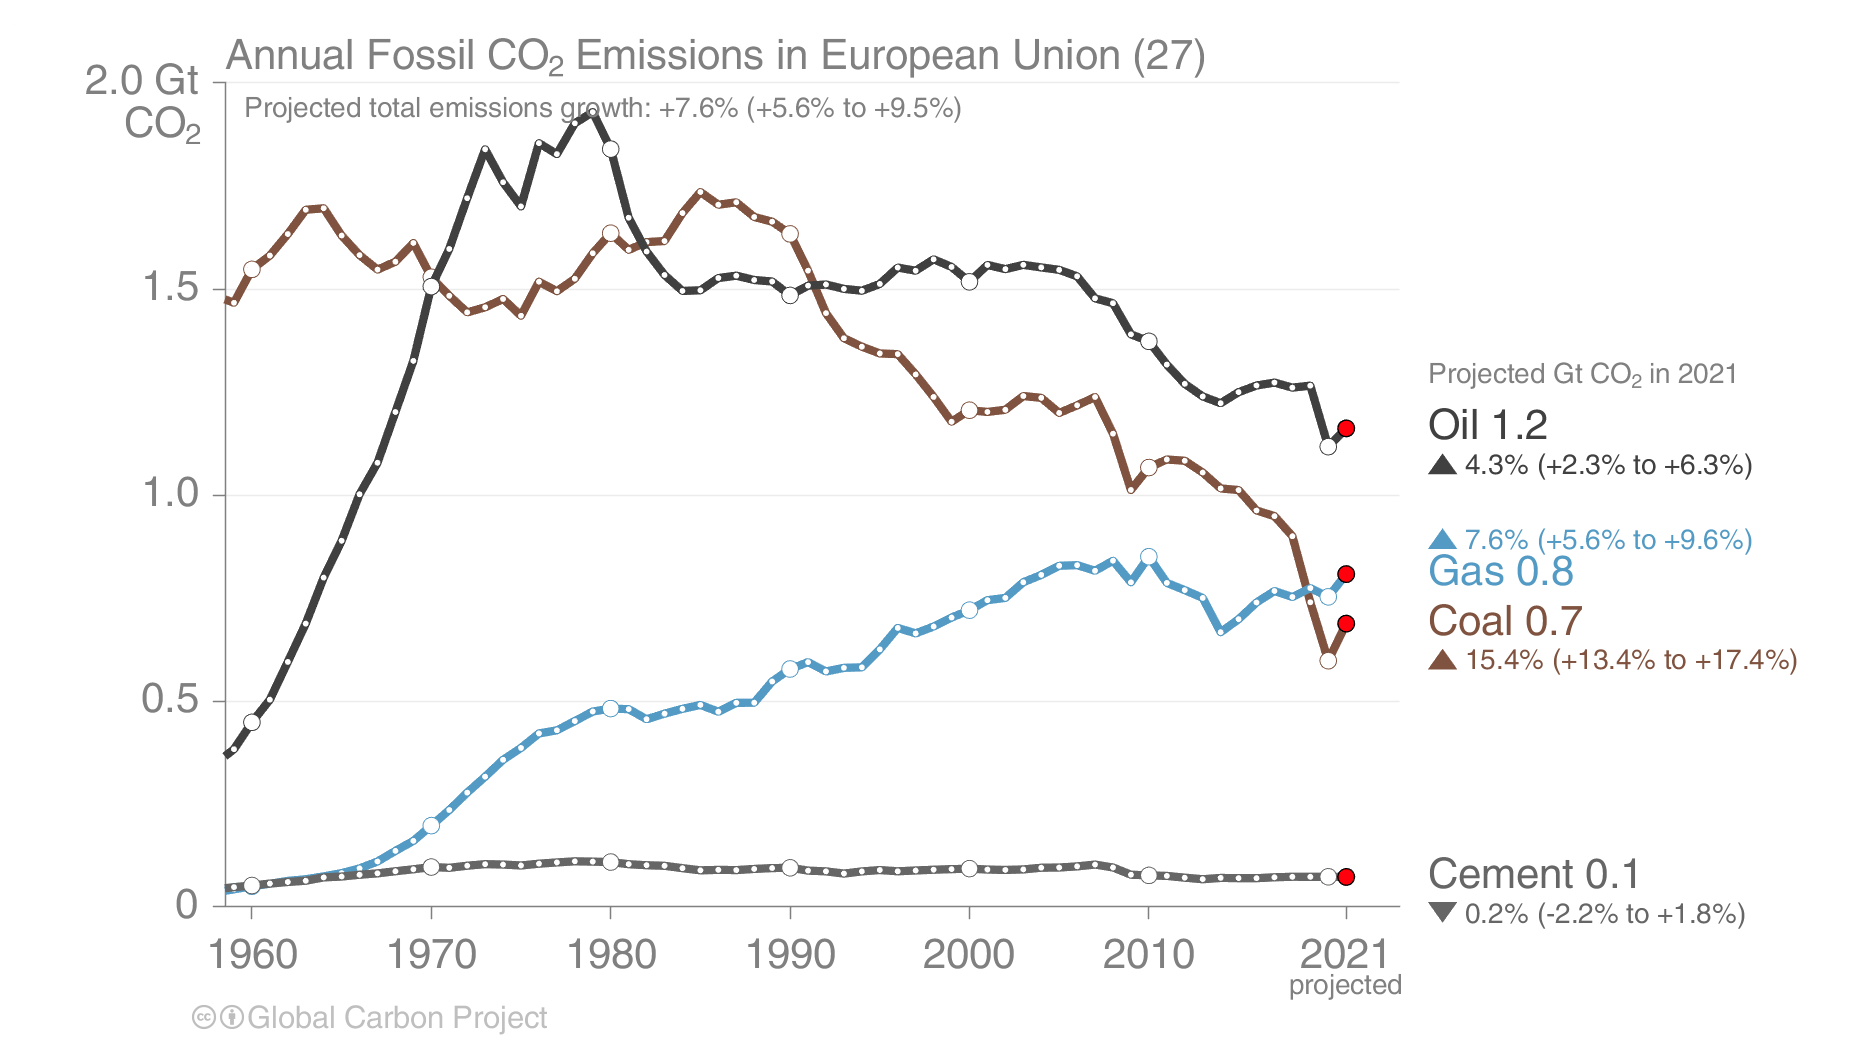 Annual Fossil CO₂ Emissions in European Union (27)
2.0 Gt
CO₂
Projected total emissions growth: +7.6% (+5.6% to +9.5%)
1.5
1.0
0.5
0
Projected Gt CO₂ in 2021
Oil 1.2
▲ 4.3% (+2.3% to +6.3%)
▲ 7.6% (+5.6% to +9.6%)
Gas 0.8
Coal 0.7
▲ 15.4% (+13.4% to +17.4%)
Cement 0.1
▼ 0.2% (-2.2% to +1.8%)
1960 1970 1980 1990 2000 2010 2021
projected
cc Global Carbon Project